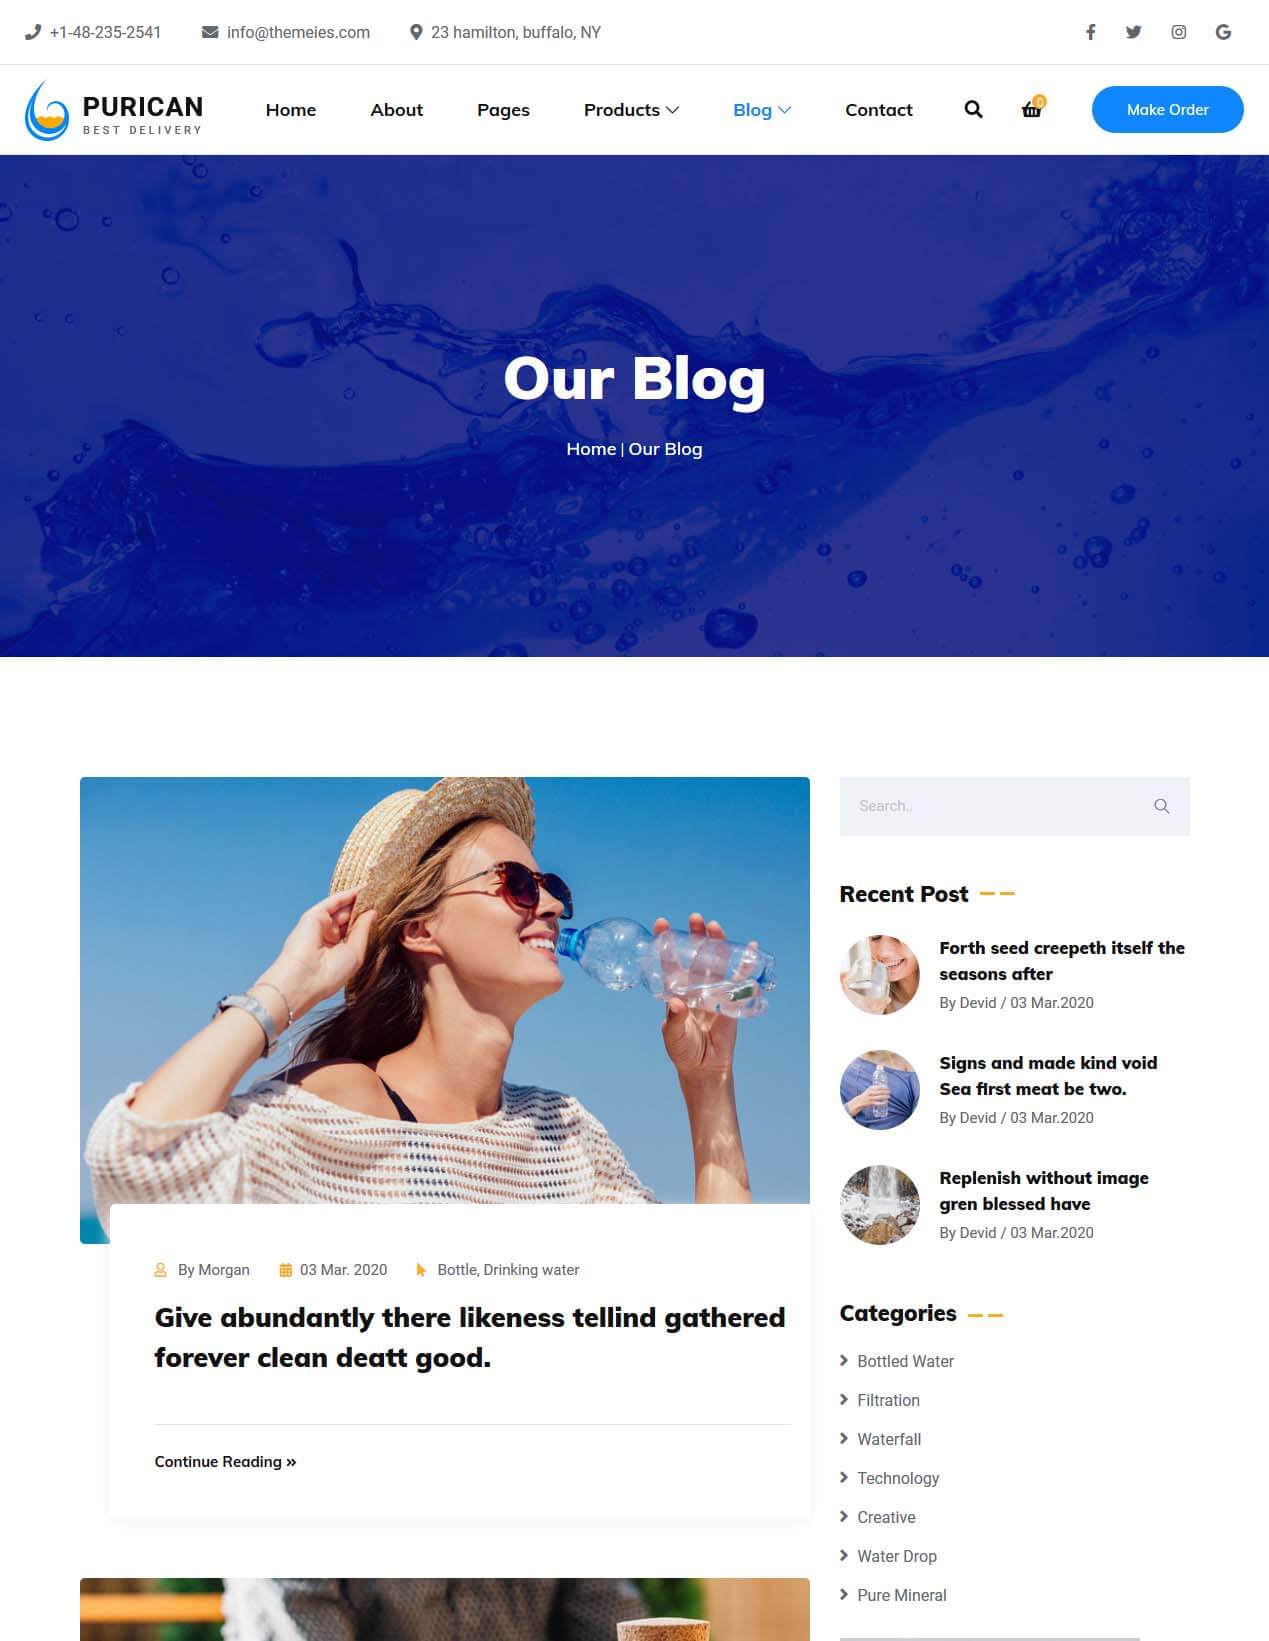 +1-48-235-2541 info@themeies.com 23 hamilton, buffalo, NY
PURICAN
BEST DELIVERY
Home About Pages Products Blog Contact 0 Make Order
Our Blog
Home | Our Blog
Search..
Recent Post
Forth seed creepeth itself the
seasons after
By Devid / 03 Mar.2020
Signs and made kind void
Sea first meat be two.
By Devid / 03 Mar.2020
Replenish without image
gren blessed have
By Devid / 03 Mar.2020
By Morgan 03 Mar. 2020 Bottle, Drinking water
Give abundantly there likeness tellind gathered
forever clean deatt good.
Continue Reading »
Categories
Bottled Water
Filtration
Waterfall
Technology
Creative
Water Drop
Pure Mineral